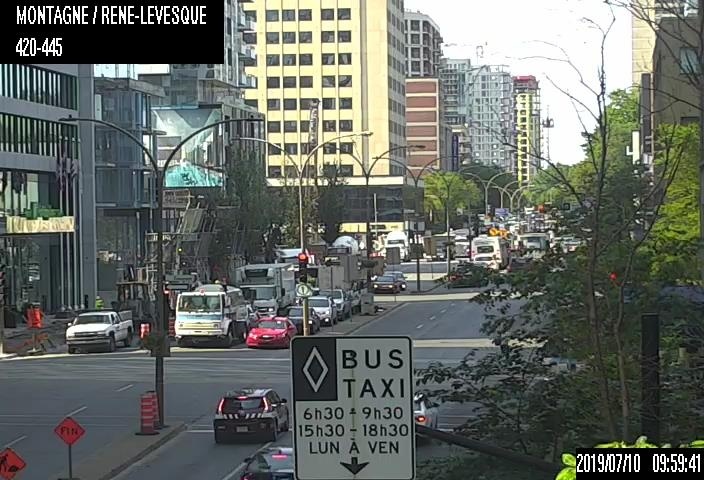 MONTAGNE / RENE-LEVESQUE
420-445
BUS
TAXI
6h30 - 9h30
15h30 - 18h30
LUN À VEN
FIN
2019/07/10 09:59:41